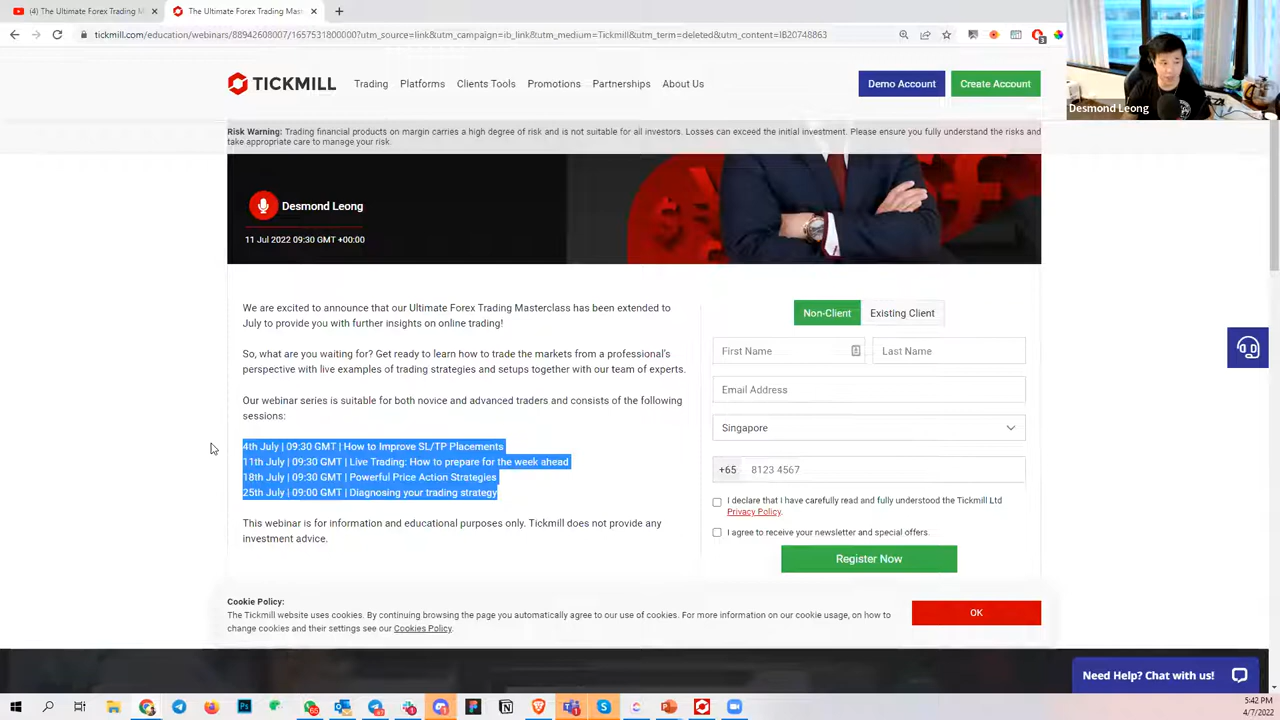 (4) The Ultimate Forex Trading M
The Ultimate Forex Trading Mas
tickmill.com/education/webinars/88942608007/1657531800000?utm_source=link&utm_campaign=ib_link&utm_medium=Tickmill&utm_term=deleted&utm_content=IB20748863
Desmond Leong
TICKMILL
Trading
Platforms
Clients Tools
Promotions
Partnerships
About Us
Demo Account
Create Account
Risk Warning: Trading financial products on margin carries a high degree of risk and is not suitable for all investors. Losses can exceed the initial investment. Please ensure you fully understand the risks and
take appropriate care to manage your risk.
Desmond Leong
11 Jul 2022 09:30 GMT +00:00
We are excited to announce that our Ultimate Forex Trading Masterclass has been extended to
July to provide you with further insights on online trading!
So, what are you waiting for? Get ready to learn how to trade the markets from a professional's
perspective with live examples of trading strategies and setups together with our team of experts.
Our webinar series is suitable for both novice and advanced traders and consists of the following
sessions:
4th July | 09:30 GMT | How to Improve SL/TP Placements
11th July | 09:30 GMT | Live Trading: How to prepare for the week ahead
18th July | 09:30 GMT | Powerful Price Action Strategies
25th July | 09:00 GMT | Diagnosing your trading strategy
This webinar is for information and educational purposes only. Tickmill does not provide any
investment advice.
Non-Client
Existing Client
First Name
Last Name
Email Address
Singapore
+65
8123 4567
I declare that I have carefully read and fully understood the Tickmill Ltd
Privacy Policy.
I agree to receive your newsletter and special offers.
Register Now
Cookie Policy:
The Tickmill website uses cookies. By continuing browsing the page you automatically agree to our use of cookies. For more information on our cookie usage, on how to
change cookies and their settings see our Cookies Policy.
OK
Need Help? Chat with us!
5:42 PM
4/7/2022